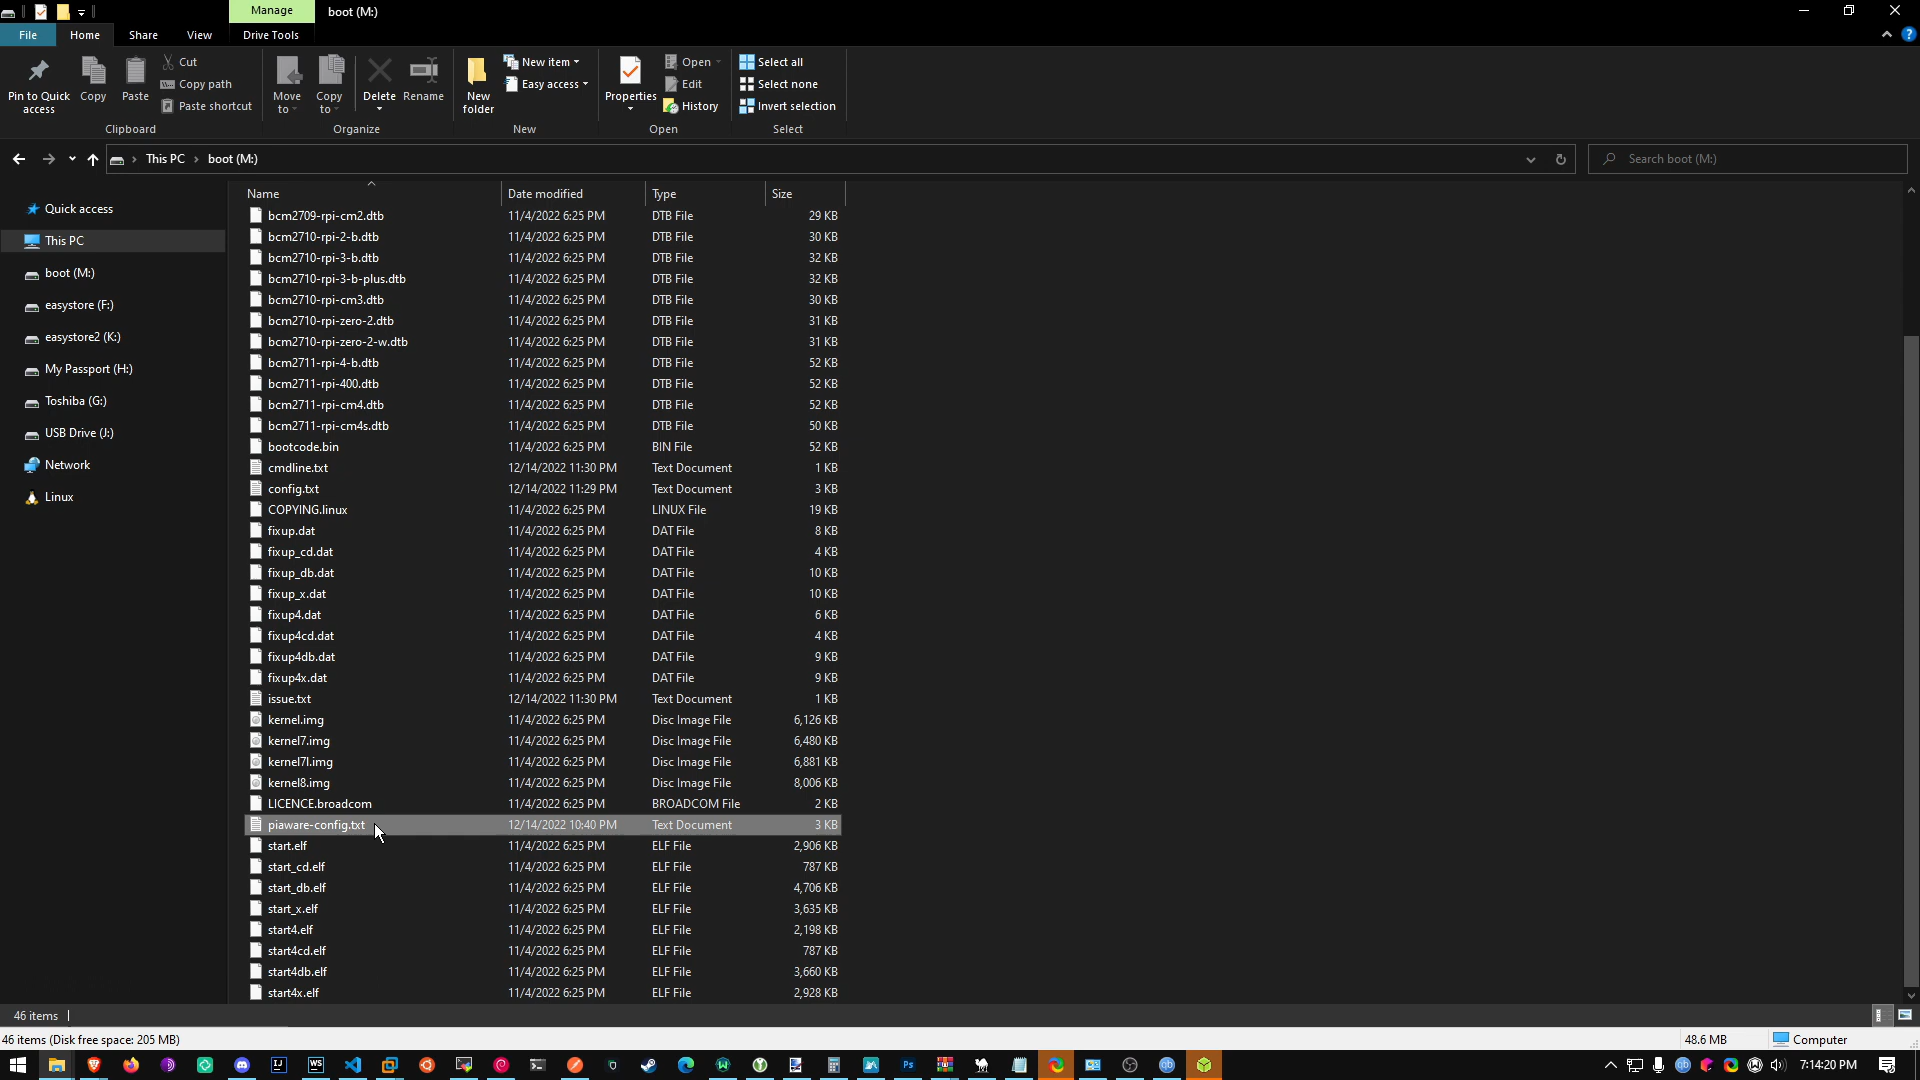 Manage
boot (M:)
File
Home
Share
View
Drive Tools
Pin to Quick access
Copy
Paste
Cut
Copy path
Paste shortcut
Clipboard
Move to
Copy to
Delete
Rename
Organize
New folder
New item
Easy access
New
Properties
Open
Edit
History
Open
Select all
Select none
Invert selection
Select
This PC > boot (M:)
Search boot (M:)
Quick access
This PC
boot (M:)
easystore (F:)
easystore2 (K:)
My Passport (H:)
Toshiba (G:)
USB Drive (J:)
Network
Linux
Name Date modified Type Size
bcm2709-rpi-cm2.dtb 11/4/2022 6:25 PM DTB File 29 KB
bcm2710-rpi-2-b.dtb 11/4/2022 6:25 PM DTB File 30 KB
bcm2710-rpi-3-b.dtb 11/4/2022 6:25 PM DTB File 32 KB
bcm2710-rpi-3-b-plus.dtb 11/4/2022 6:25 PM DTB File 32 KB
bcm2710-rpi-cm3.dtb 11/4/2022 6:25 PM DTB File 30 KB
bcm2710-rpi-zero-2.dtb 11/4/2022 6:25 PM DTB File 31 KB
bcm2710-rpi-zero-2-w.dtb 11/4/2022 6:25 PM DTB File 31 KB
bcm2711-rpi-4-b.dtb 11/4/2022 6:25 PM DTB File 52 KB
bcm2711-rpi-400.dtb 11/4/2022 6:25 PM DTB File 52 KB
bcm2711-rpi-cm4.dtb 11/4/2022 6:25 PM DTB File 52 KB
bcm2711-rpi-cm4s.dtb 11/4/2022 6:25 PM DTB File 50 KB
bootcode.bin 11/4/2022 6:25 PM BIN File 52 KB
cmdline.txt 12/14/2022 11:30 PM Text Document 1 KB
config.txt 12/14/2022 11:29 PM Text Document 3 KB
COPYING.linux 11/4/2022 6:25 PM LINUX File 19 KB
fixup.dat 11/4/2022 6:25 PM DAT File 8 KB
fixup_cd.dat 11/4/2022 6:25 PM DAT File 4 KB
fixup_db.dat 11/4/2022 6:25 PM DAT File 10 KB
fixup_x.dat 11/4/2022 6:25 PM DAT File 10 KB
fixup4.dat 11/4/2022 6:25 PM DAT File 6 KB
fixup4cd.dat 11/4/2022 6:25 PM DAT File 4 KB
fixup4db.dat 11/4/2022 6:25 PM DAT File 9 KB
fixup4x.dat 11/4/2022 6:25 PM DAT File 9 KB
issue.txt 12/14/2022 11:30 PM Text Document 1 KB
kernel.img 11/4/2022 6:25 PM Disc Image File 6,126 KB
kernel7.img 11/4/2022 6:25 PM Disc Image File 6,480 KB
kernel7l.img 11/4/2022 6:25 PM Disc Image File 6,881 KB
kernel8.img 11/4/2022 6:25 PM Disc Image File 8,006 KB
LICENCE.broadcom 11/4/2022 6:25 PM BROADCOM File 2 KB
piaware-config.txt 12/14/2022 10:40 PM Text Document 3 KB
start.elf 11/4/2022 6:25 PM ELF File 2,906 KB
start_cd.elf 11/4/2022 6:25 PM ELF File 787 KB
start_db.elf 11/4/2022 6:25 PM ELF File 4,706 KB
start_x.elf 11/4/2022 6:25 PM ELF File 3,635 KB
start4.elf 11/4/2022 6:25 PM ELF File 2,198 KB
start4cd.elf 11/4/2022 6:25 PM ELF File 787 KB
start4db.elf 11/4/2022 6:25 PM ELF File 3,660 KB
start4x.elf 11/4/2022 6:25 PM ELF File 2,928 KB
46 items
46 items (Disk free space: 205 MB)
48.6 MB
Computer
IJ
WS
Ps
qb
qb
7:14:20 PM